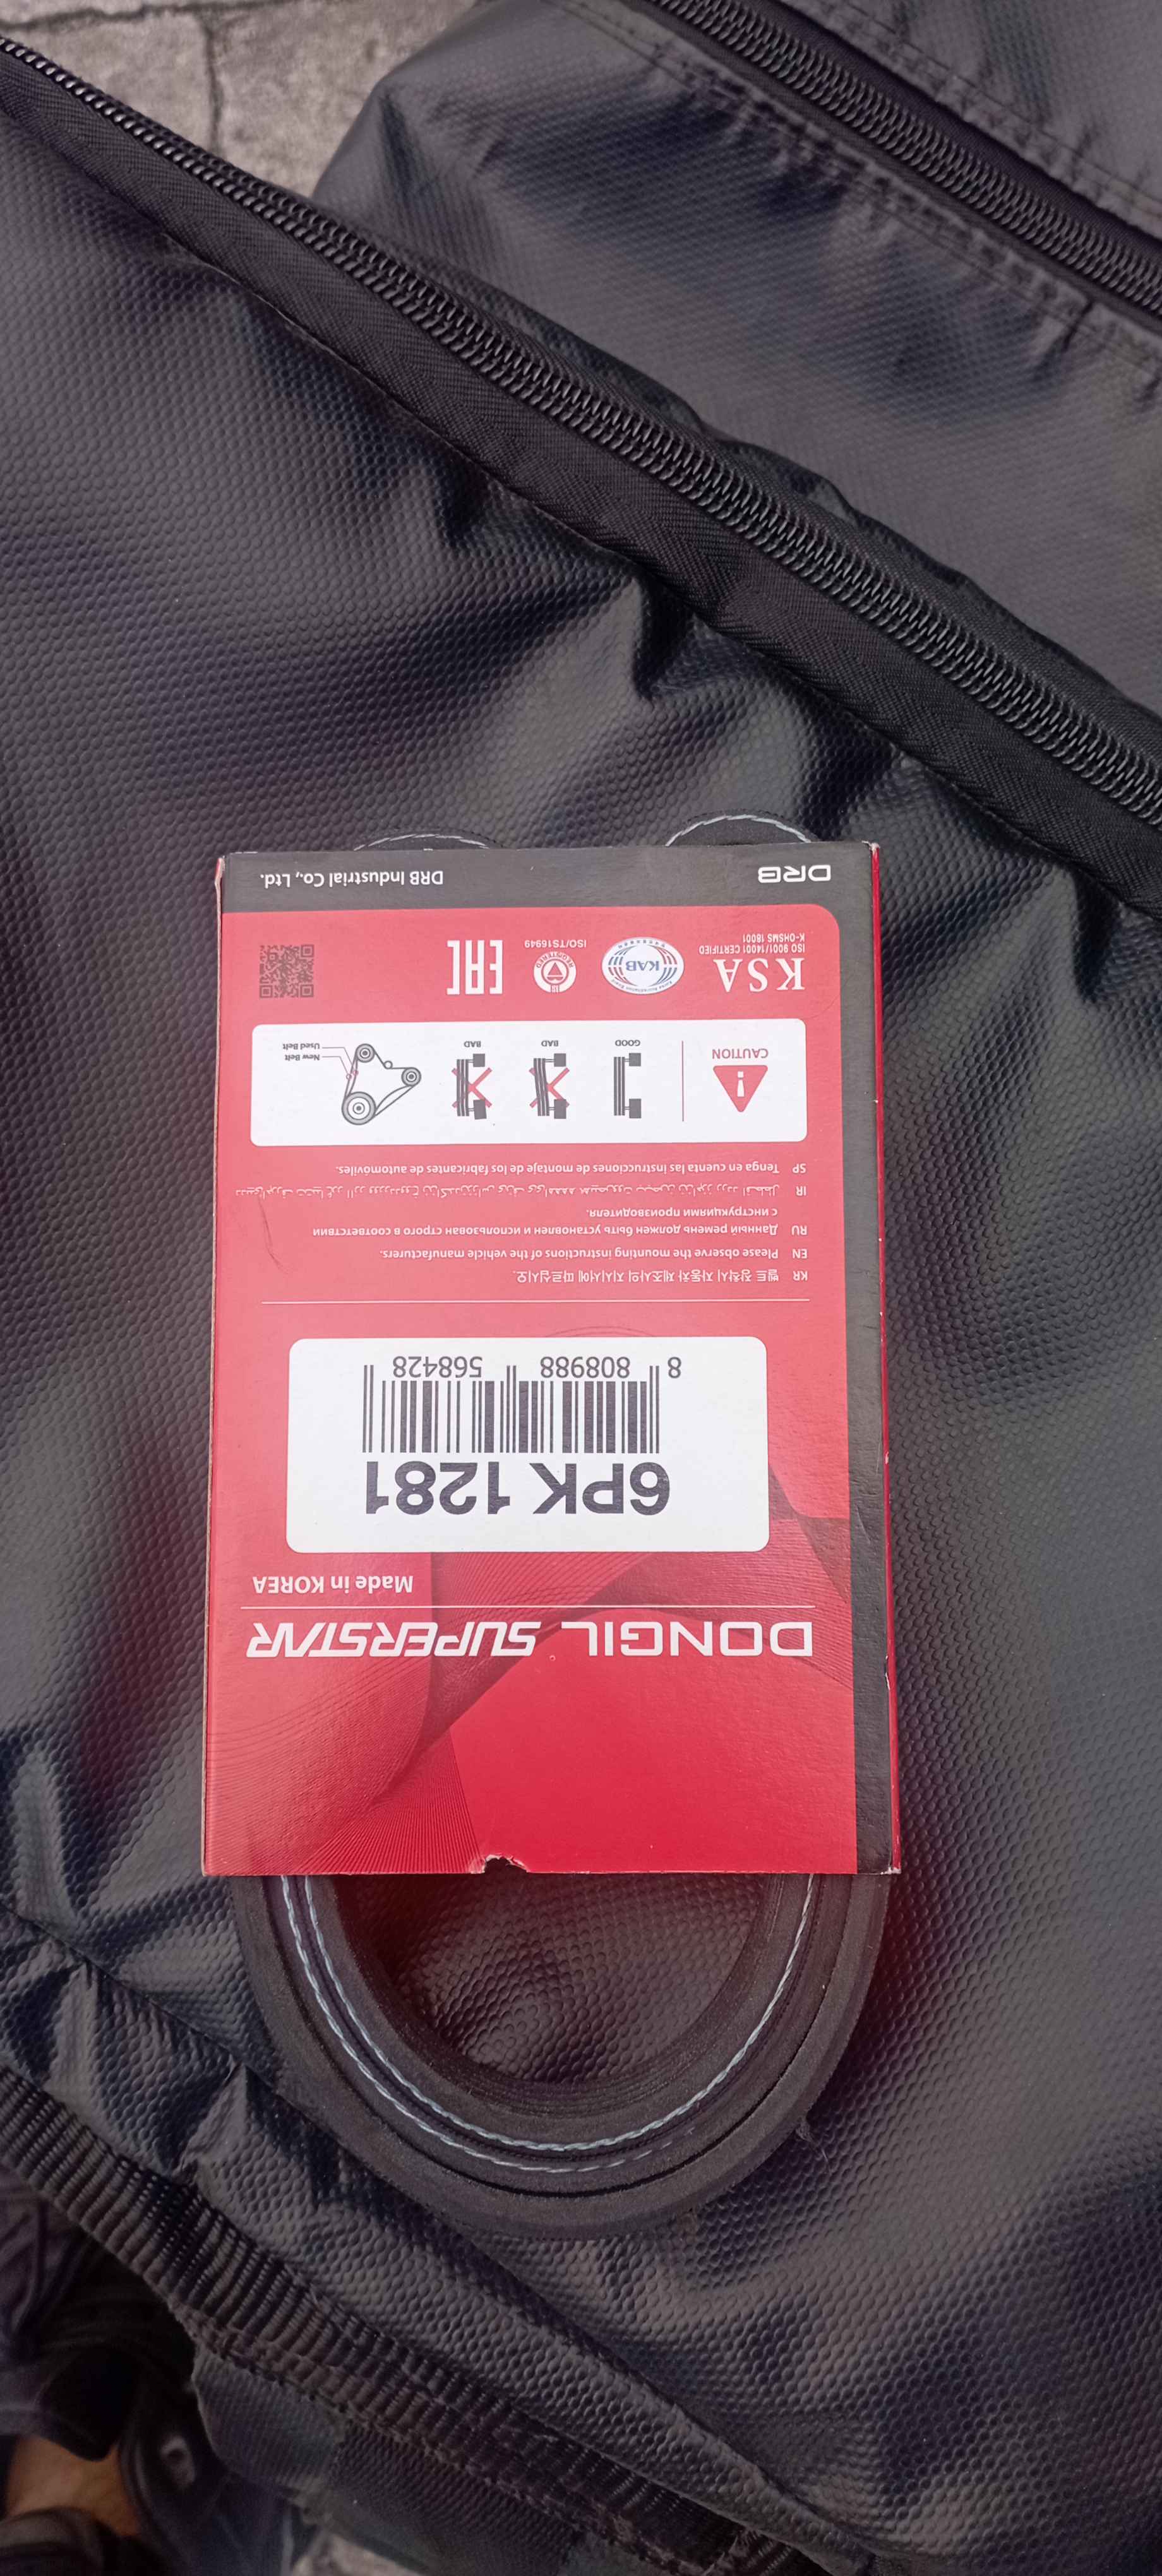 DONGIL SUPERSTAR
Made in KOREA
6PK 1281
8 808988 568428
KR 벨트 장착시 자동차 제조사의 지시서에 따르십시오.
EN Please observe the mounting instructions of the vehicle manufacturers.
RU Данный ремень должен быть установлен и использован строго в соответствии
с инструкциями производителя.
IR
SP Tenga en cuenta las instrucciones de montaje de los fabricantes de automoviles.
CAUTION
GOOD
BAD
BAD
New Belt
Used Belt
KSA
ISO 9001/14001 CERTIFIED
K-OHSMS 18001
KAB
REGISTERED
ISO/TS16949
EAC
DRB
DRB Industrial Co., Ltd.